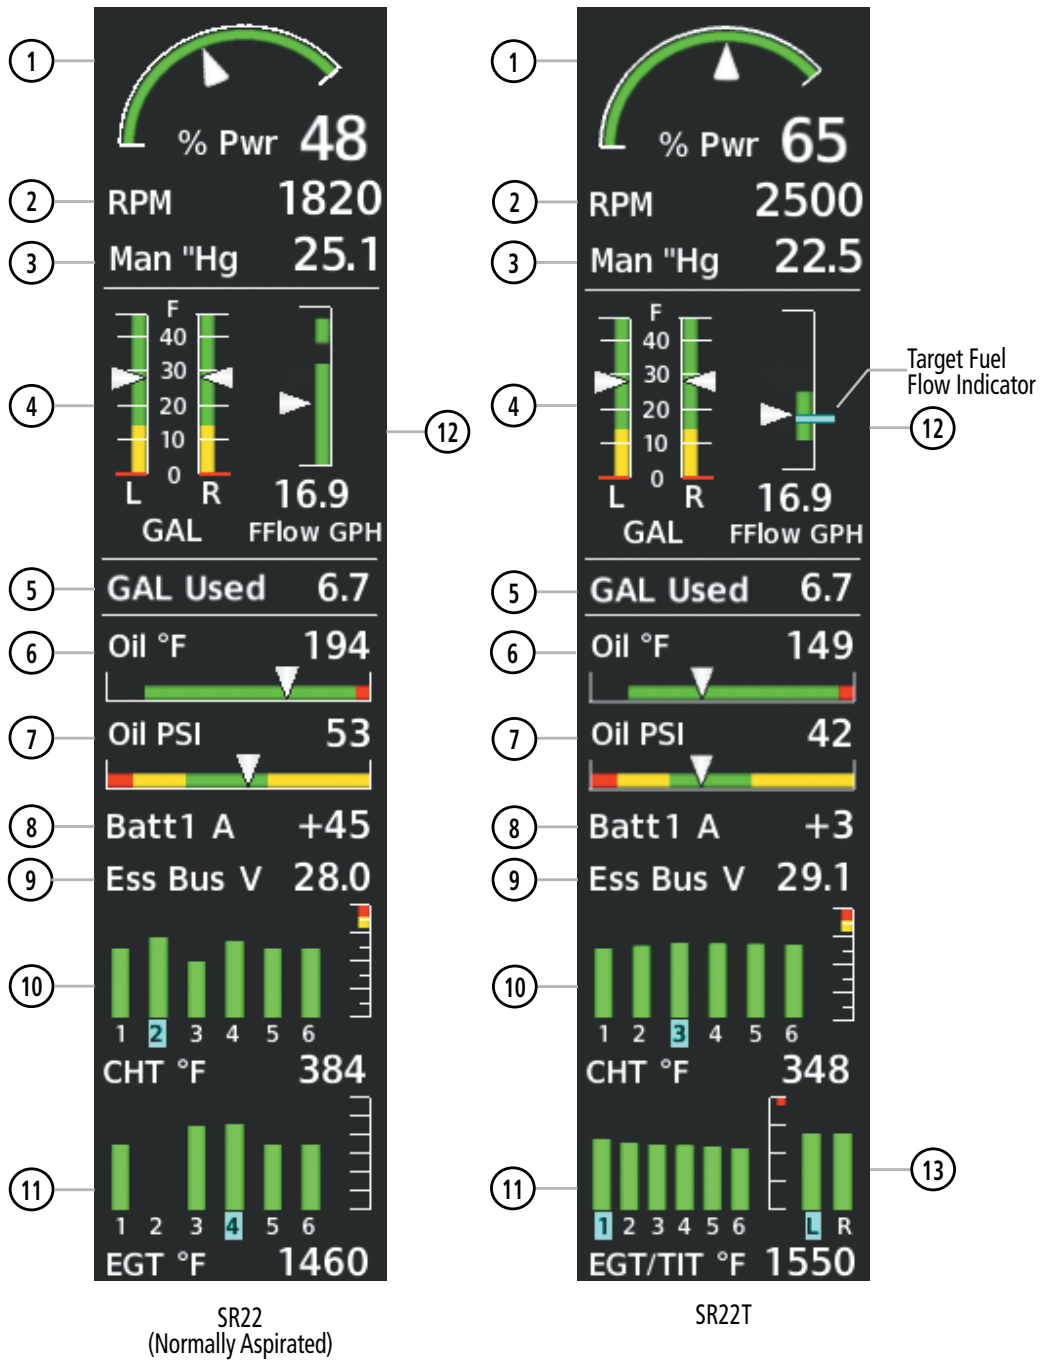 1
% Pwr 48
2
RPM 1820
3
Man "Hg 25.1
4
F
40
30
20
10
0
L R
GAL
12
16.9
FFlow GPH
5
GAL Used 6.7
6
Oil °F 194
7
Oil PSI 53
8
Batt1 A +45
9
Ess Bus V 28.0
10
1 2 3 4 5 6
CHT °F 384
11
1 2 3 4 5 6
EGT °F 1460
SR22
(Normally Aspirated)
1
% Pwr 65
2
RPM 2500
3
Man "Hg 22.5
4
F
40
30
20
10
0
L R
GAL
Target Fuel
Flow Indicator
12
16.9
FFlow GPH
5
GAL Used 6.7
6
Oil °F 149
7
Oil PSI 42
8
Batt1 A +3
9
Ess Bus V 29.1
10
1 2 3 4 5 6
CHT °F 348
11
1 2 3 4 5 6
L R
13
EGT/TIT °F 1550
SR22T